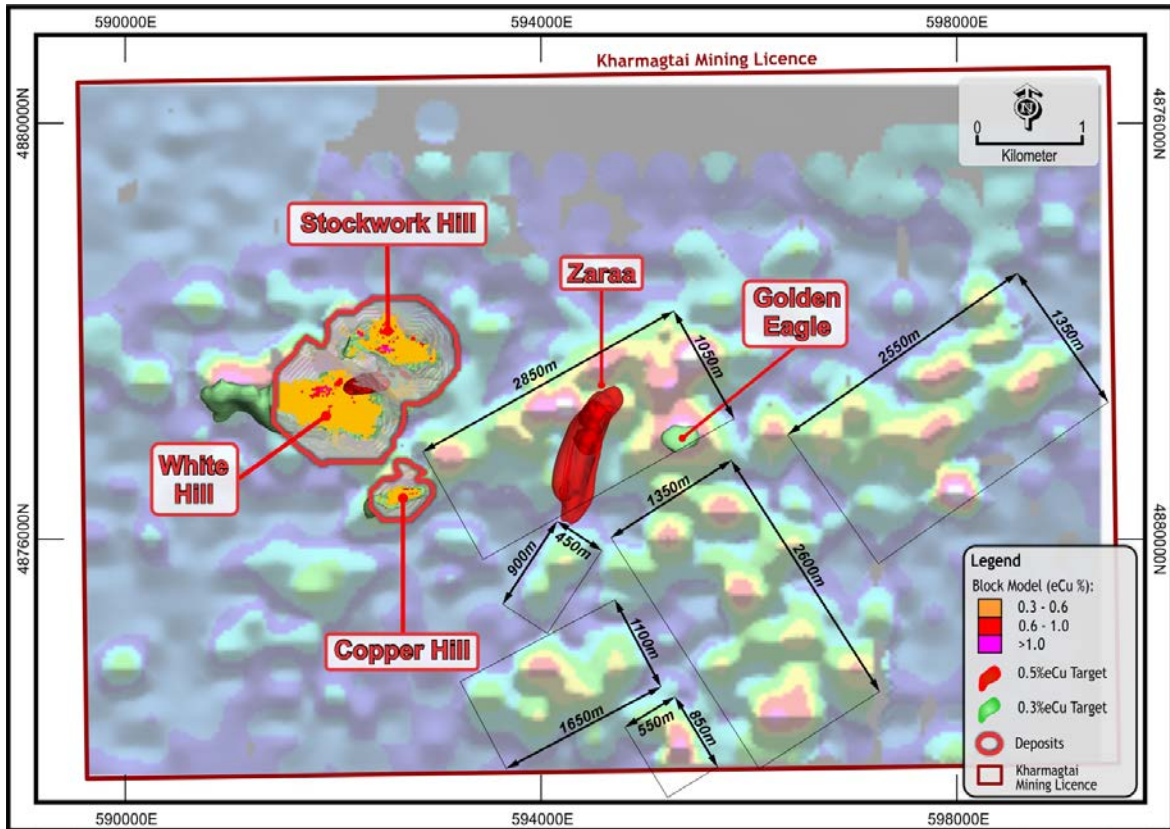 590000E
594000E
598000E
Kharmagtai Mining Licence
4880000N
4876000N
N
0
1
Kilometer
Stockwork Hill
Zaraa
Golden
Eagle
2850m
1050m
2550m
1350m
White
Hill
1350m
2600m
4876000N
4880000N
900m
450m
Copper Hill
1100m
1650m
550m
850m
Legend
Block Model (eCu %):
0.3 - 0.6
0.6 - 1.0
>1.0
0.5%eCu Target
0.3%eCu Target
Deposits
Kharmagtai
Mining Licence
590000E
594000E
598000E